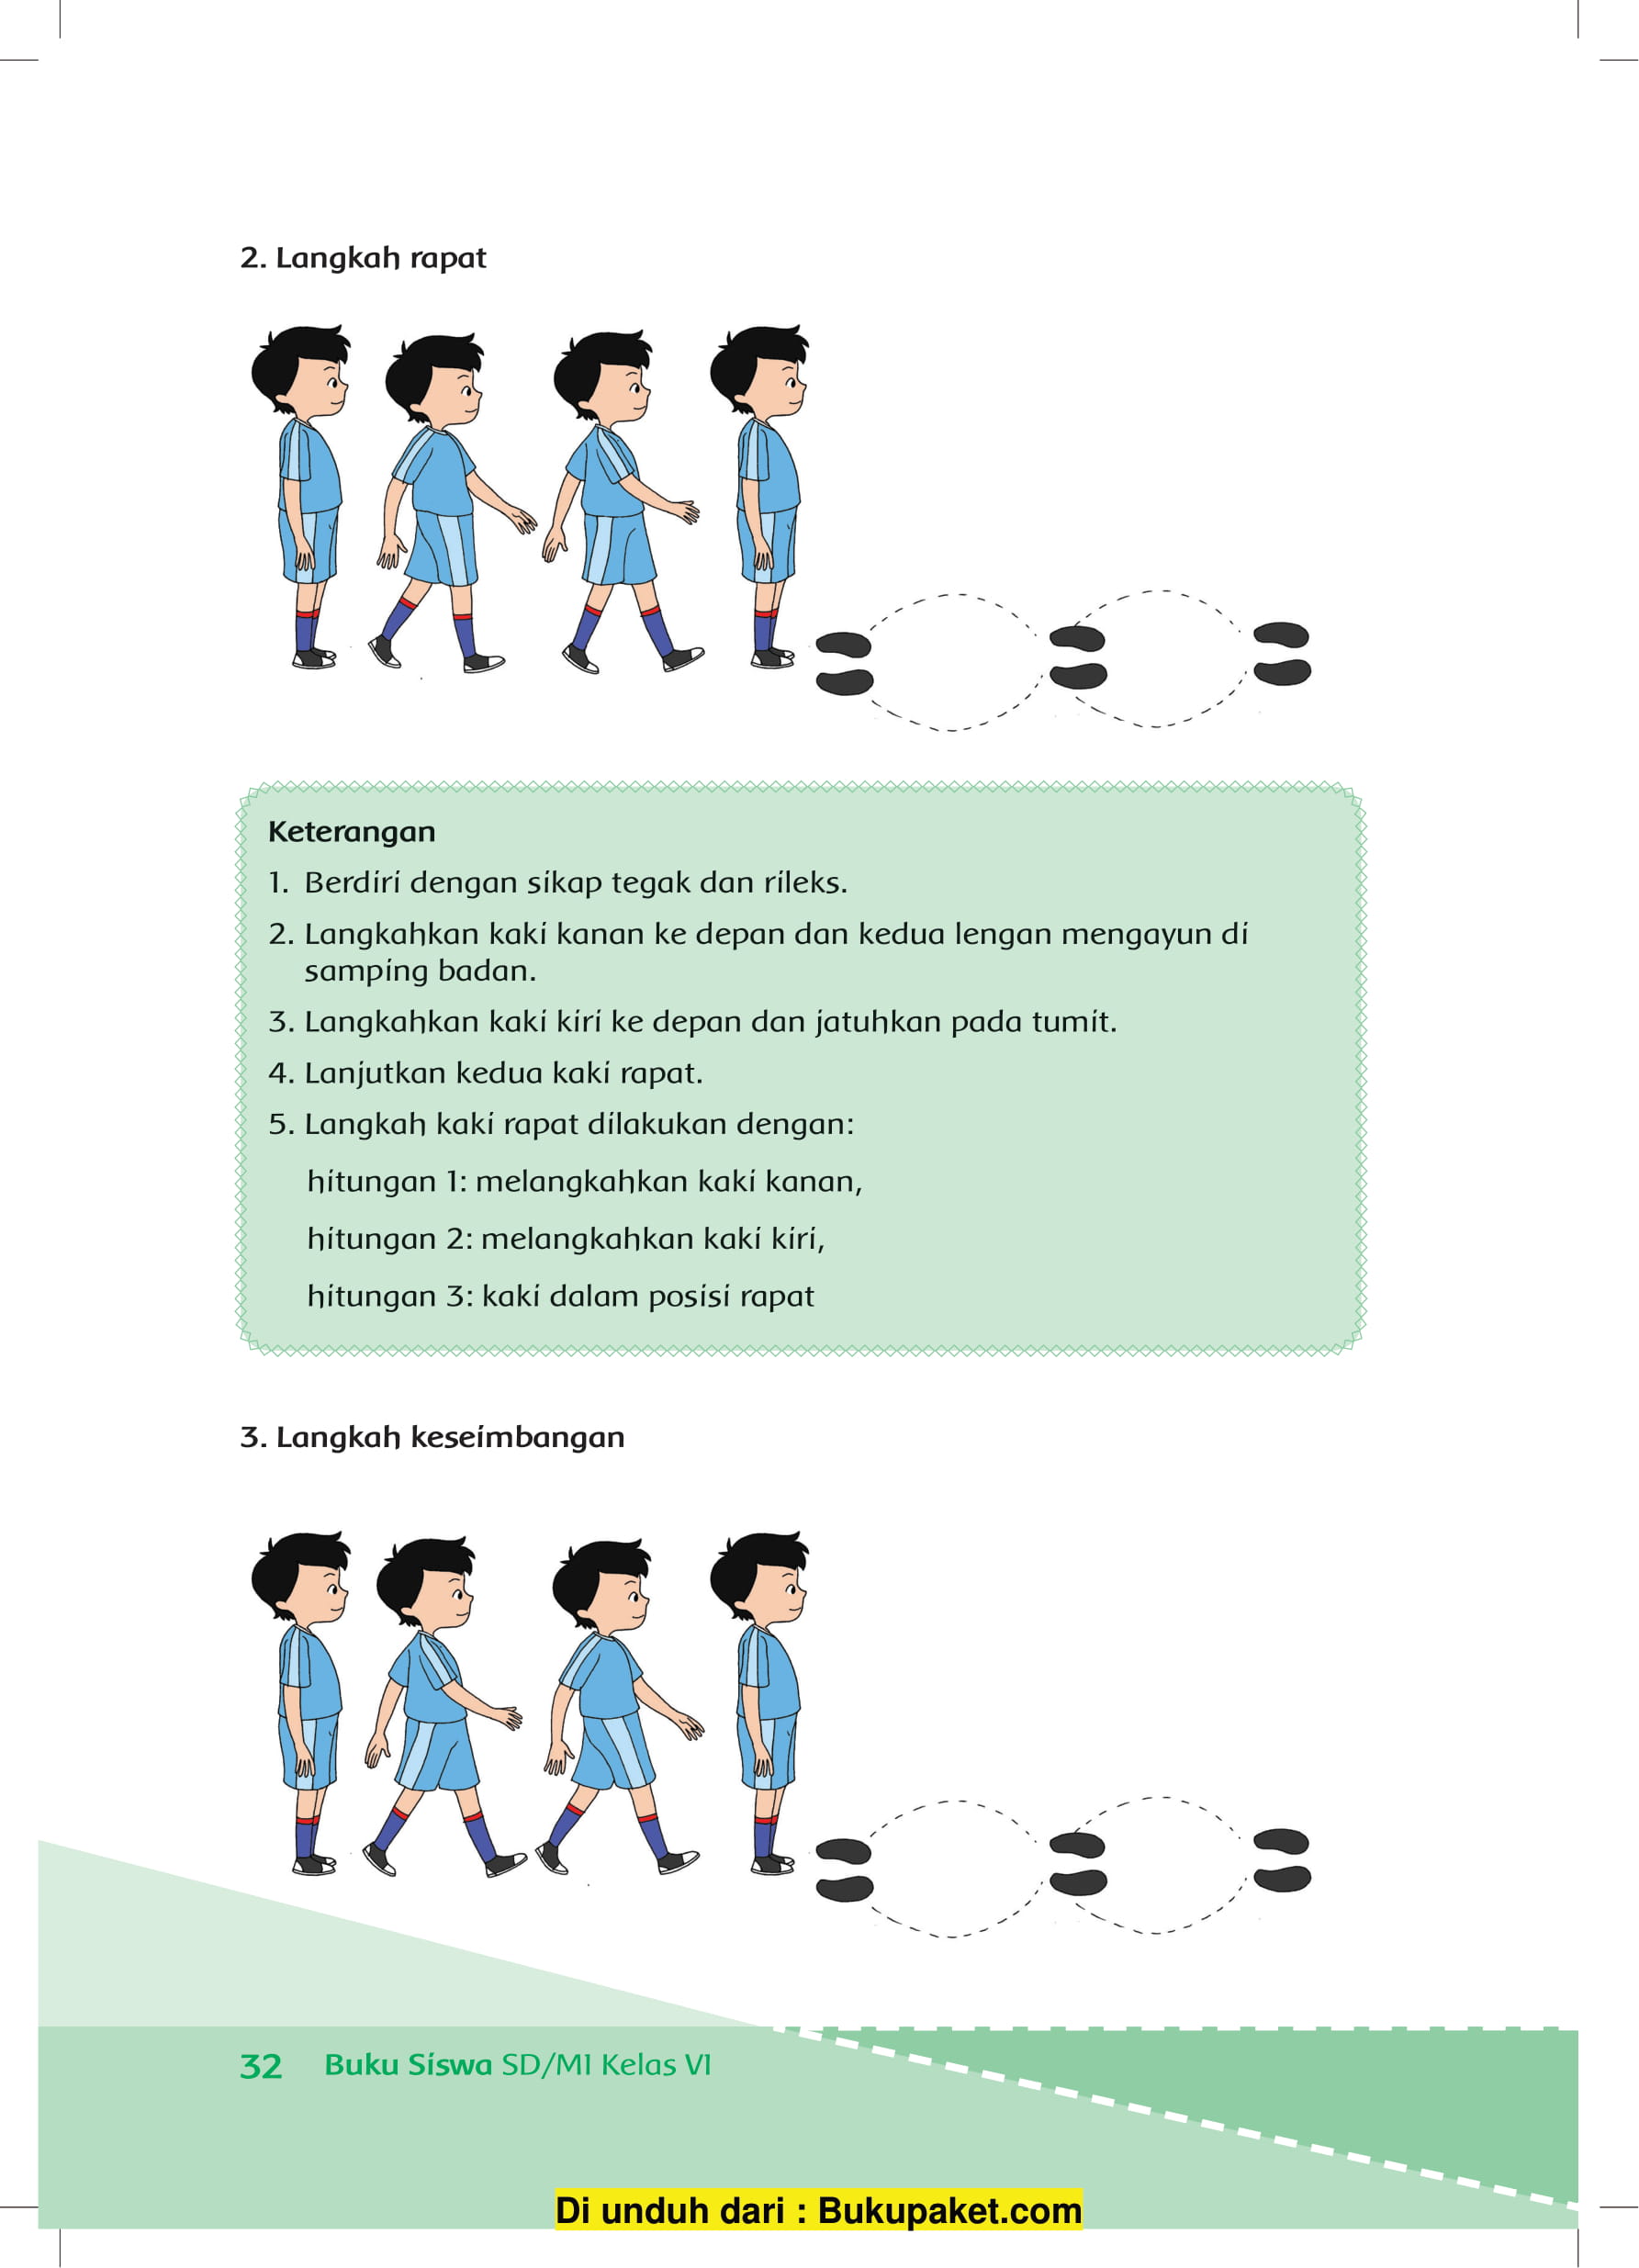 2. Langkah rapat
Keterangan
1. Berdiri dengan sikap tegak dan rileks.
2. Langkahkan kaki kanan ke depan dan kedua lengan mengayun di
samping badan.
3. Langkahkan kaki kiri ke depan dan jatuhkan pada tumit.
4. Lanjutkan kedua kaki rapat.
5. Langkah kaki rapat dilakukan dengan:
hitungan 1: melangkahkan kaki kanan,
hitungan 2: melangkahkan kaki kiri,
hitungan 3: kaki dalam posisi rapat
3. Langkah keseimbangan
32 Buku Siswa SD/MI Kelas VI
Di unduh dari : Bukupaket.com